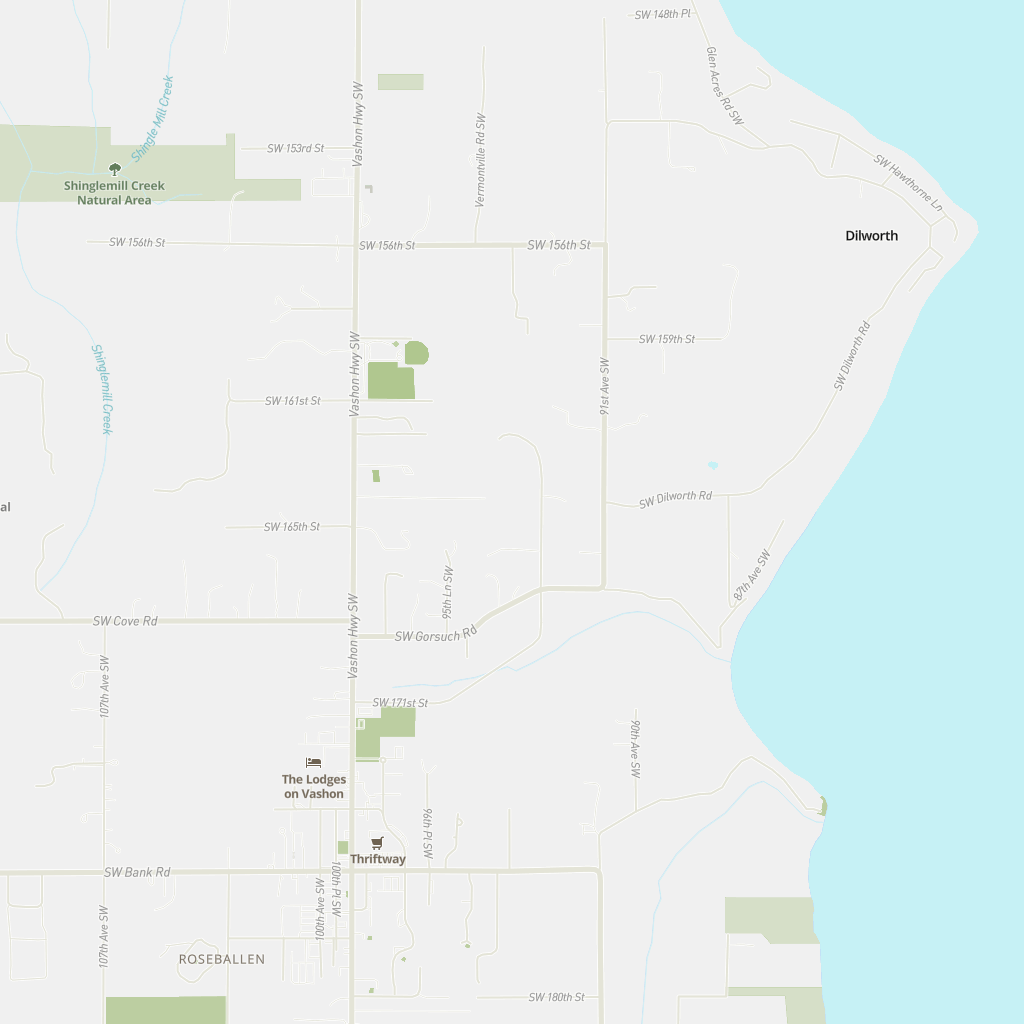 SW 148th Pl
Glen Acres Rd SW
Shingle Mill Creek
Vashon Hwy SW
Vermontville Rd SW
SW 153rd St
SW Hawthorne Ln
Shinglemill Creek
Natural Area
Dilworth
SW 156th St
SW 156th St
SW 156th St
SW 159th St
SW Dilworth Rd
Vashon Hwy SW
91st Ave SW
Shinglemill Creek
SW 161st St
SW Dilworth Rd
al
SW 165th St
87th Ave SW
95th Ln SW
Vashon Hwy SW
SW Cove Rd
SW Gorsuch Rd
107th Ave SW
SW 171st St
90th Ave SW
The Lodges
on Vashon
96th Pl SW
Thriftway
SW Bank Rd
100th Pl SW
100th Ave SW
107th Ave SW
ROSEBALLEN
SW 180th St